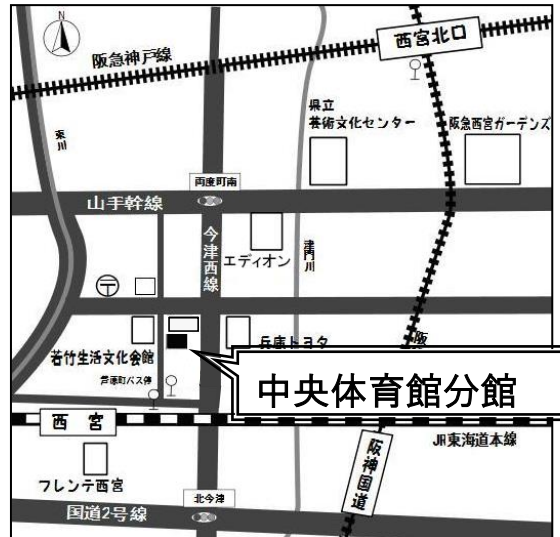 N
西宮北口
阪急神戸線
東川
県立
芸術文化センター
阪急西宮ガーデンズ
両度町南
山手幹線
今津西線
エディオン
津門川
〒
若竹生活文化会館
兵庫トヨタ
阪
芦原町バス停
中央体育館分館
西宮
JR東海道本線
フレンテ西宮
阪神国道
北今津
国道2号線